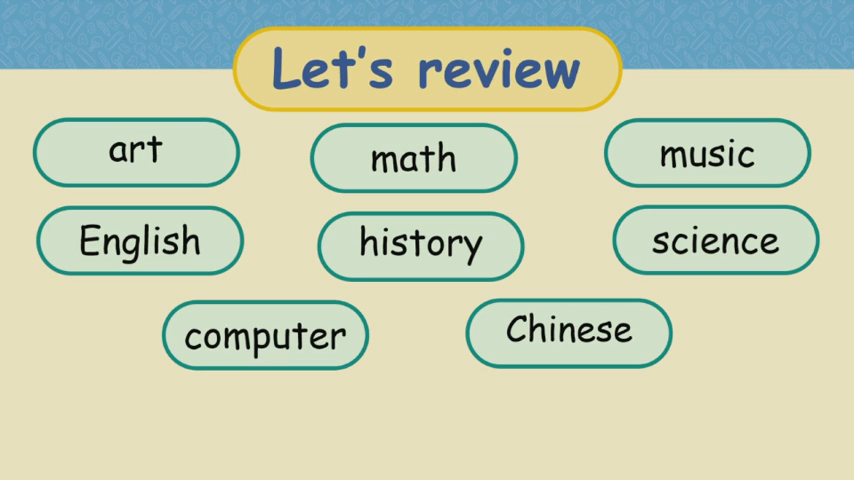 Let's review
art
math
music
English
history
science
computer
Chinese